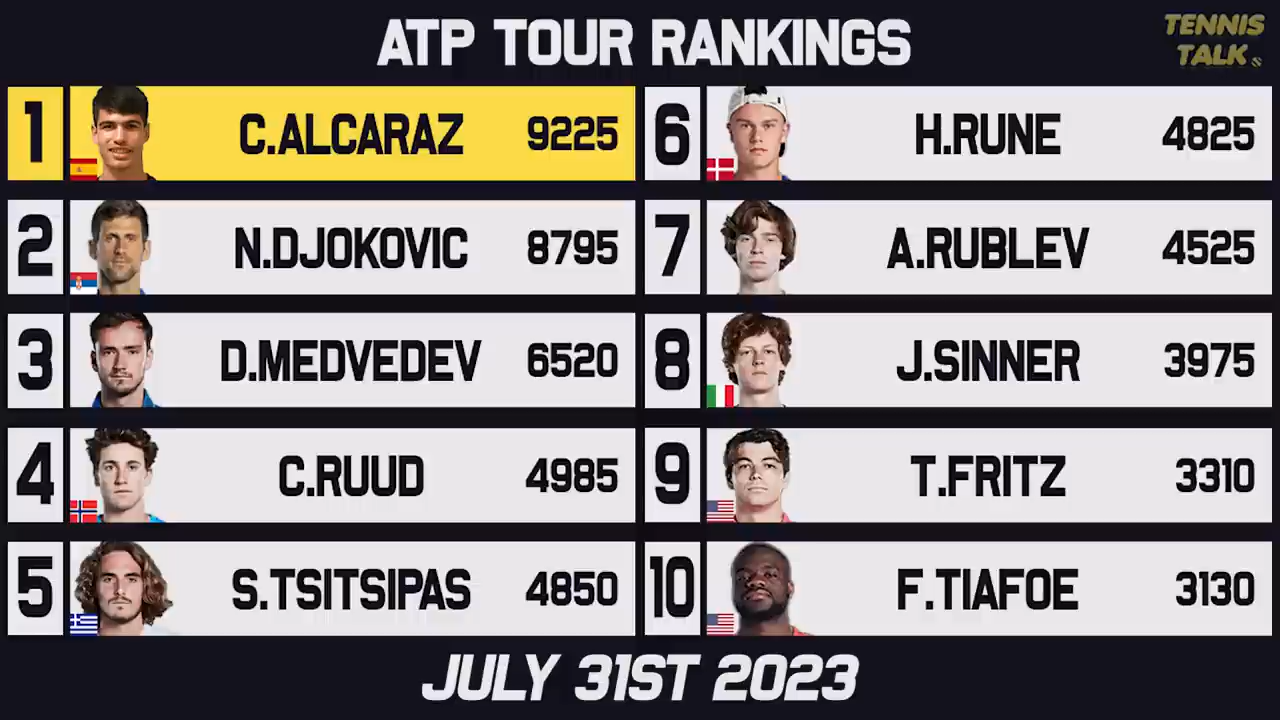 ATP TOUR RANKINGS
TENNIS
TALK
1 C.ALCARAZ 9225
2 N.DJOKOVIC 8795
3 D.MEDVEDEV 6520
4 C.RUUD 4985
5 S.TSITSIPAS 4850
6 H.RUNE 4825
7 A.RUBLEV 4525
8 J.SINNER 3975
9 T.FRITZ 3310
10 F.TIAFOE 3130
JULY 31ST 2023